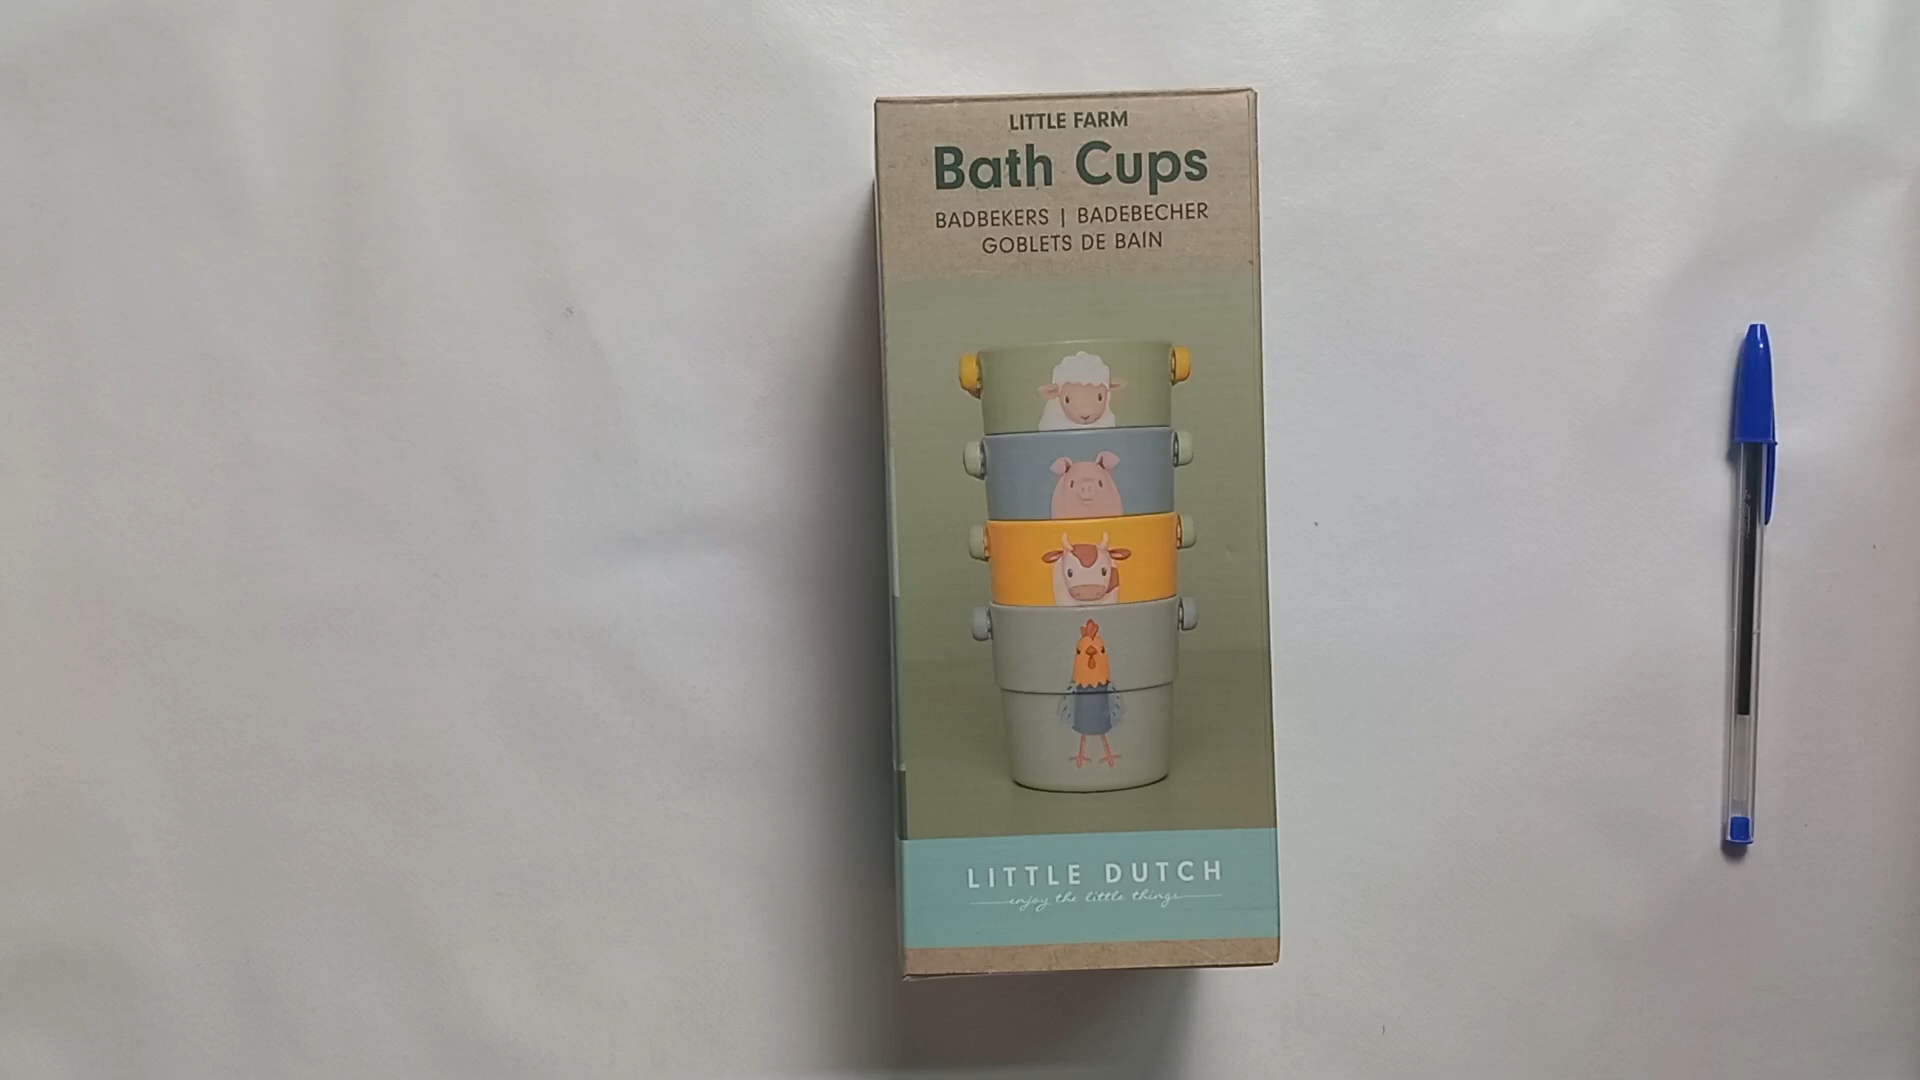 LITTLE FARM
Bath Cups
BADBEKERS | BADEBECHER
GOBLETS DE BAIN
LITTLE DUTCH
enjoy the little things